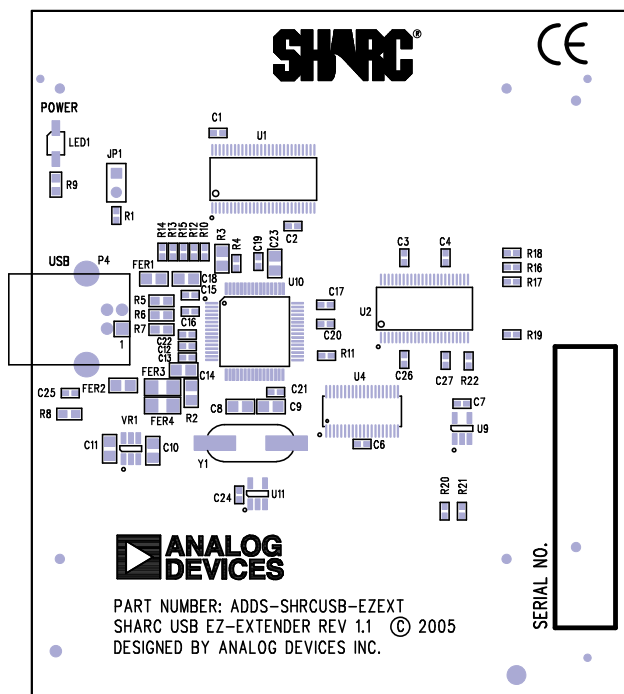 SHARC®
CE
POWER
LED1
C1
U1
JP1
R9
R1
C2
R14
R13
R15
R12
R10
R3
R4
C19
C23
C3
C4
R18
R16
R17
USB
P4
FER1
C18
C15
U10
R5
R6
R7
C16
C17
U2
C20
R19
1
C22
C12
C13
R11
C26
C27
R22
FER2
FER3
C14
U4
C25
C21
R8
FER4
R2
C8
C9
C7
VR1
C11
C10
Y1
C6
U9
C24
U11
R20
R21
ANALOG
DEVICES
SERIAL NO.
PART NUMBER: ADDS-SHRCUSB-EZEXT
SHARC USB EZ-EXTENDER REV 1.1 © 2005
DESIGNED BY ANALOG DEVICES INC.